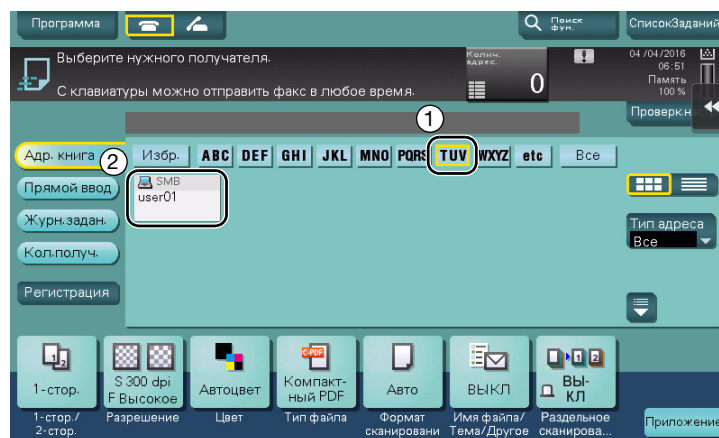 Программа
Поиск
фун.
СписокЗаданий
Выберите нужного получателя.
С клавиатуры можно отправить факс в любое время.
Колич.
адрес.
0
04/04/2016
06:51
Память
100 %
1
Адр. книга
2
Избр.
ABC
DEF
GHI
JKL
MNO
PQRS
TUV
WXYZ
etc
Все
SMB
user01
Прямой ввод
Журн.задан.
Кол.получ.
Регистрация
Тип адреса
Все
1-стор.
S 300 dpi
F Высокое
Автоцвет
C-PDF
Компакт-
ный PDF
Авто
ВЫКЛ
ВЫ-
КЛ
1-стор./
2-стор.
Разрешение
Цвет
Тип файла
Формат
сканировани
Имя файла/
Тема/Другое
Раздельное
сканирова...
Приложение